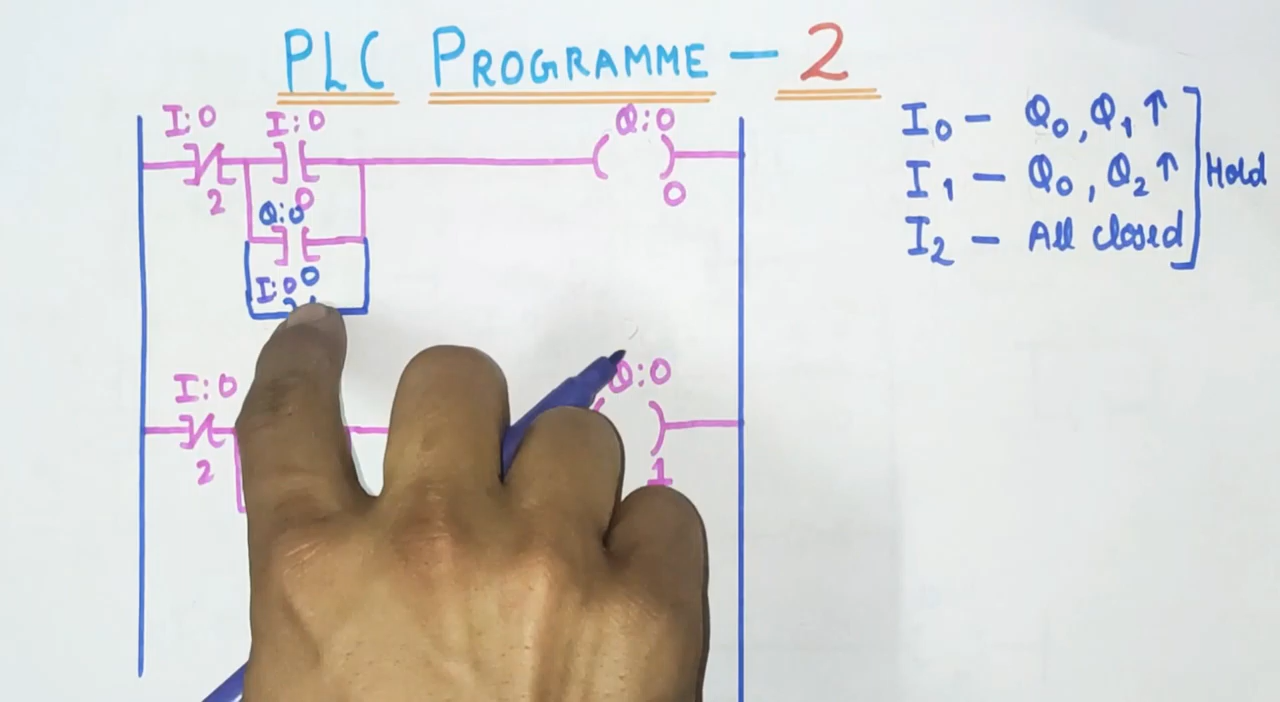 PLC PROGRAMME - 2
I0 - Q0, Q1 ↑
I1 - Q0, Q2 ↑
I2 - All closed
Hold
I:0 I:0 Q:0
2 0 0
Q:0
0
I:0
I:0 Q:0
2 1